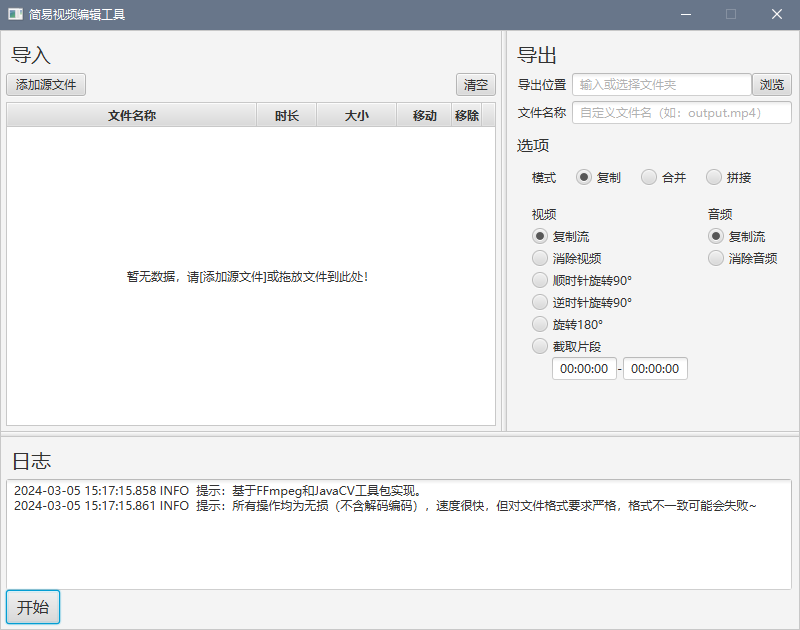 简易视频编辑工具
导入
添加源文件
清空
文件名称 时长 大小 移动 移除
暂无数据，请[添加源文件]或拖放文件到此处！
导出
导出位置 输入或选择文件夹 浏览
文件名称 自定义文件名（如：output.mp4）
选项
模式 复制 合并 拼接
视频
复制流
消除视频
顺时针旋转90°
逆时针旋转90°
旋转180°
截取片段
00:00:00 - 00:00:00
音频
复制流
消除音频
日志
2024-03-05 15:17:15.858 INFO 提示：基于FFmpeg和JavaCV工具包实现。
2024-03-05 15:17:15.861 INFO 提示：所有操作均为无损（不含解码编码），速度很快，但对文件格式要求严格，格式不一致可能会失败~
开始